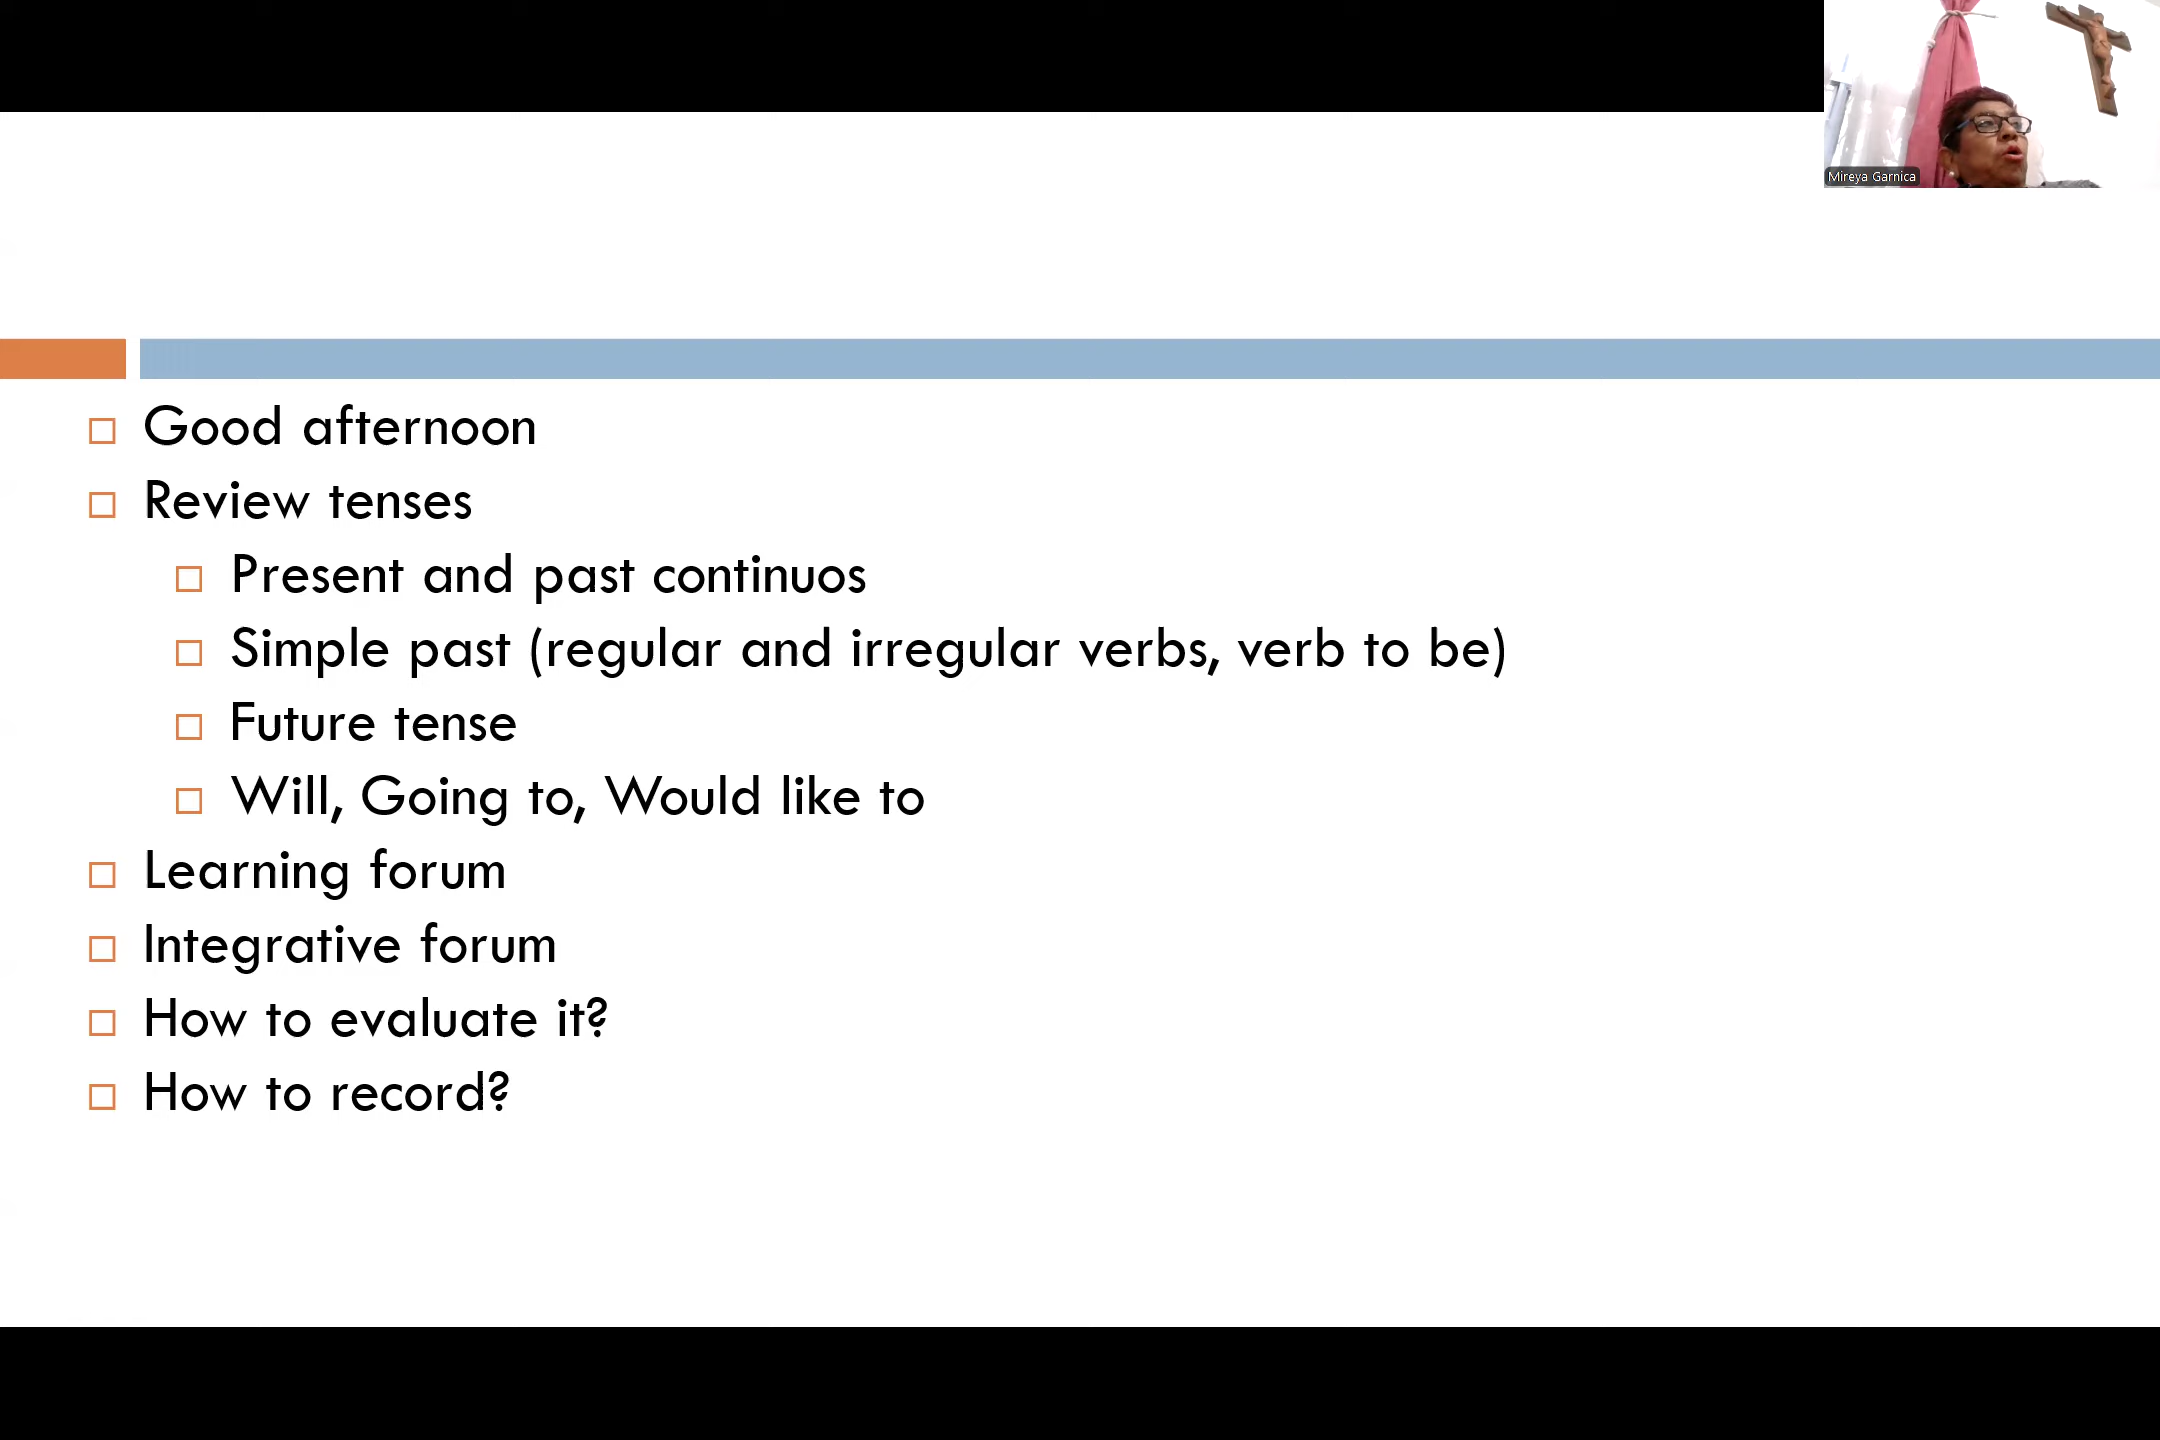 Mireya Garnica
Good afternoon
Review tenses
Present and past continuos
Simple past (regular and irregular verbs, verb to be)
Future tense
Will, Going to, Would like to
Learning forum
Integrative forum
How to evaluate it?
How to record?